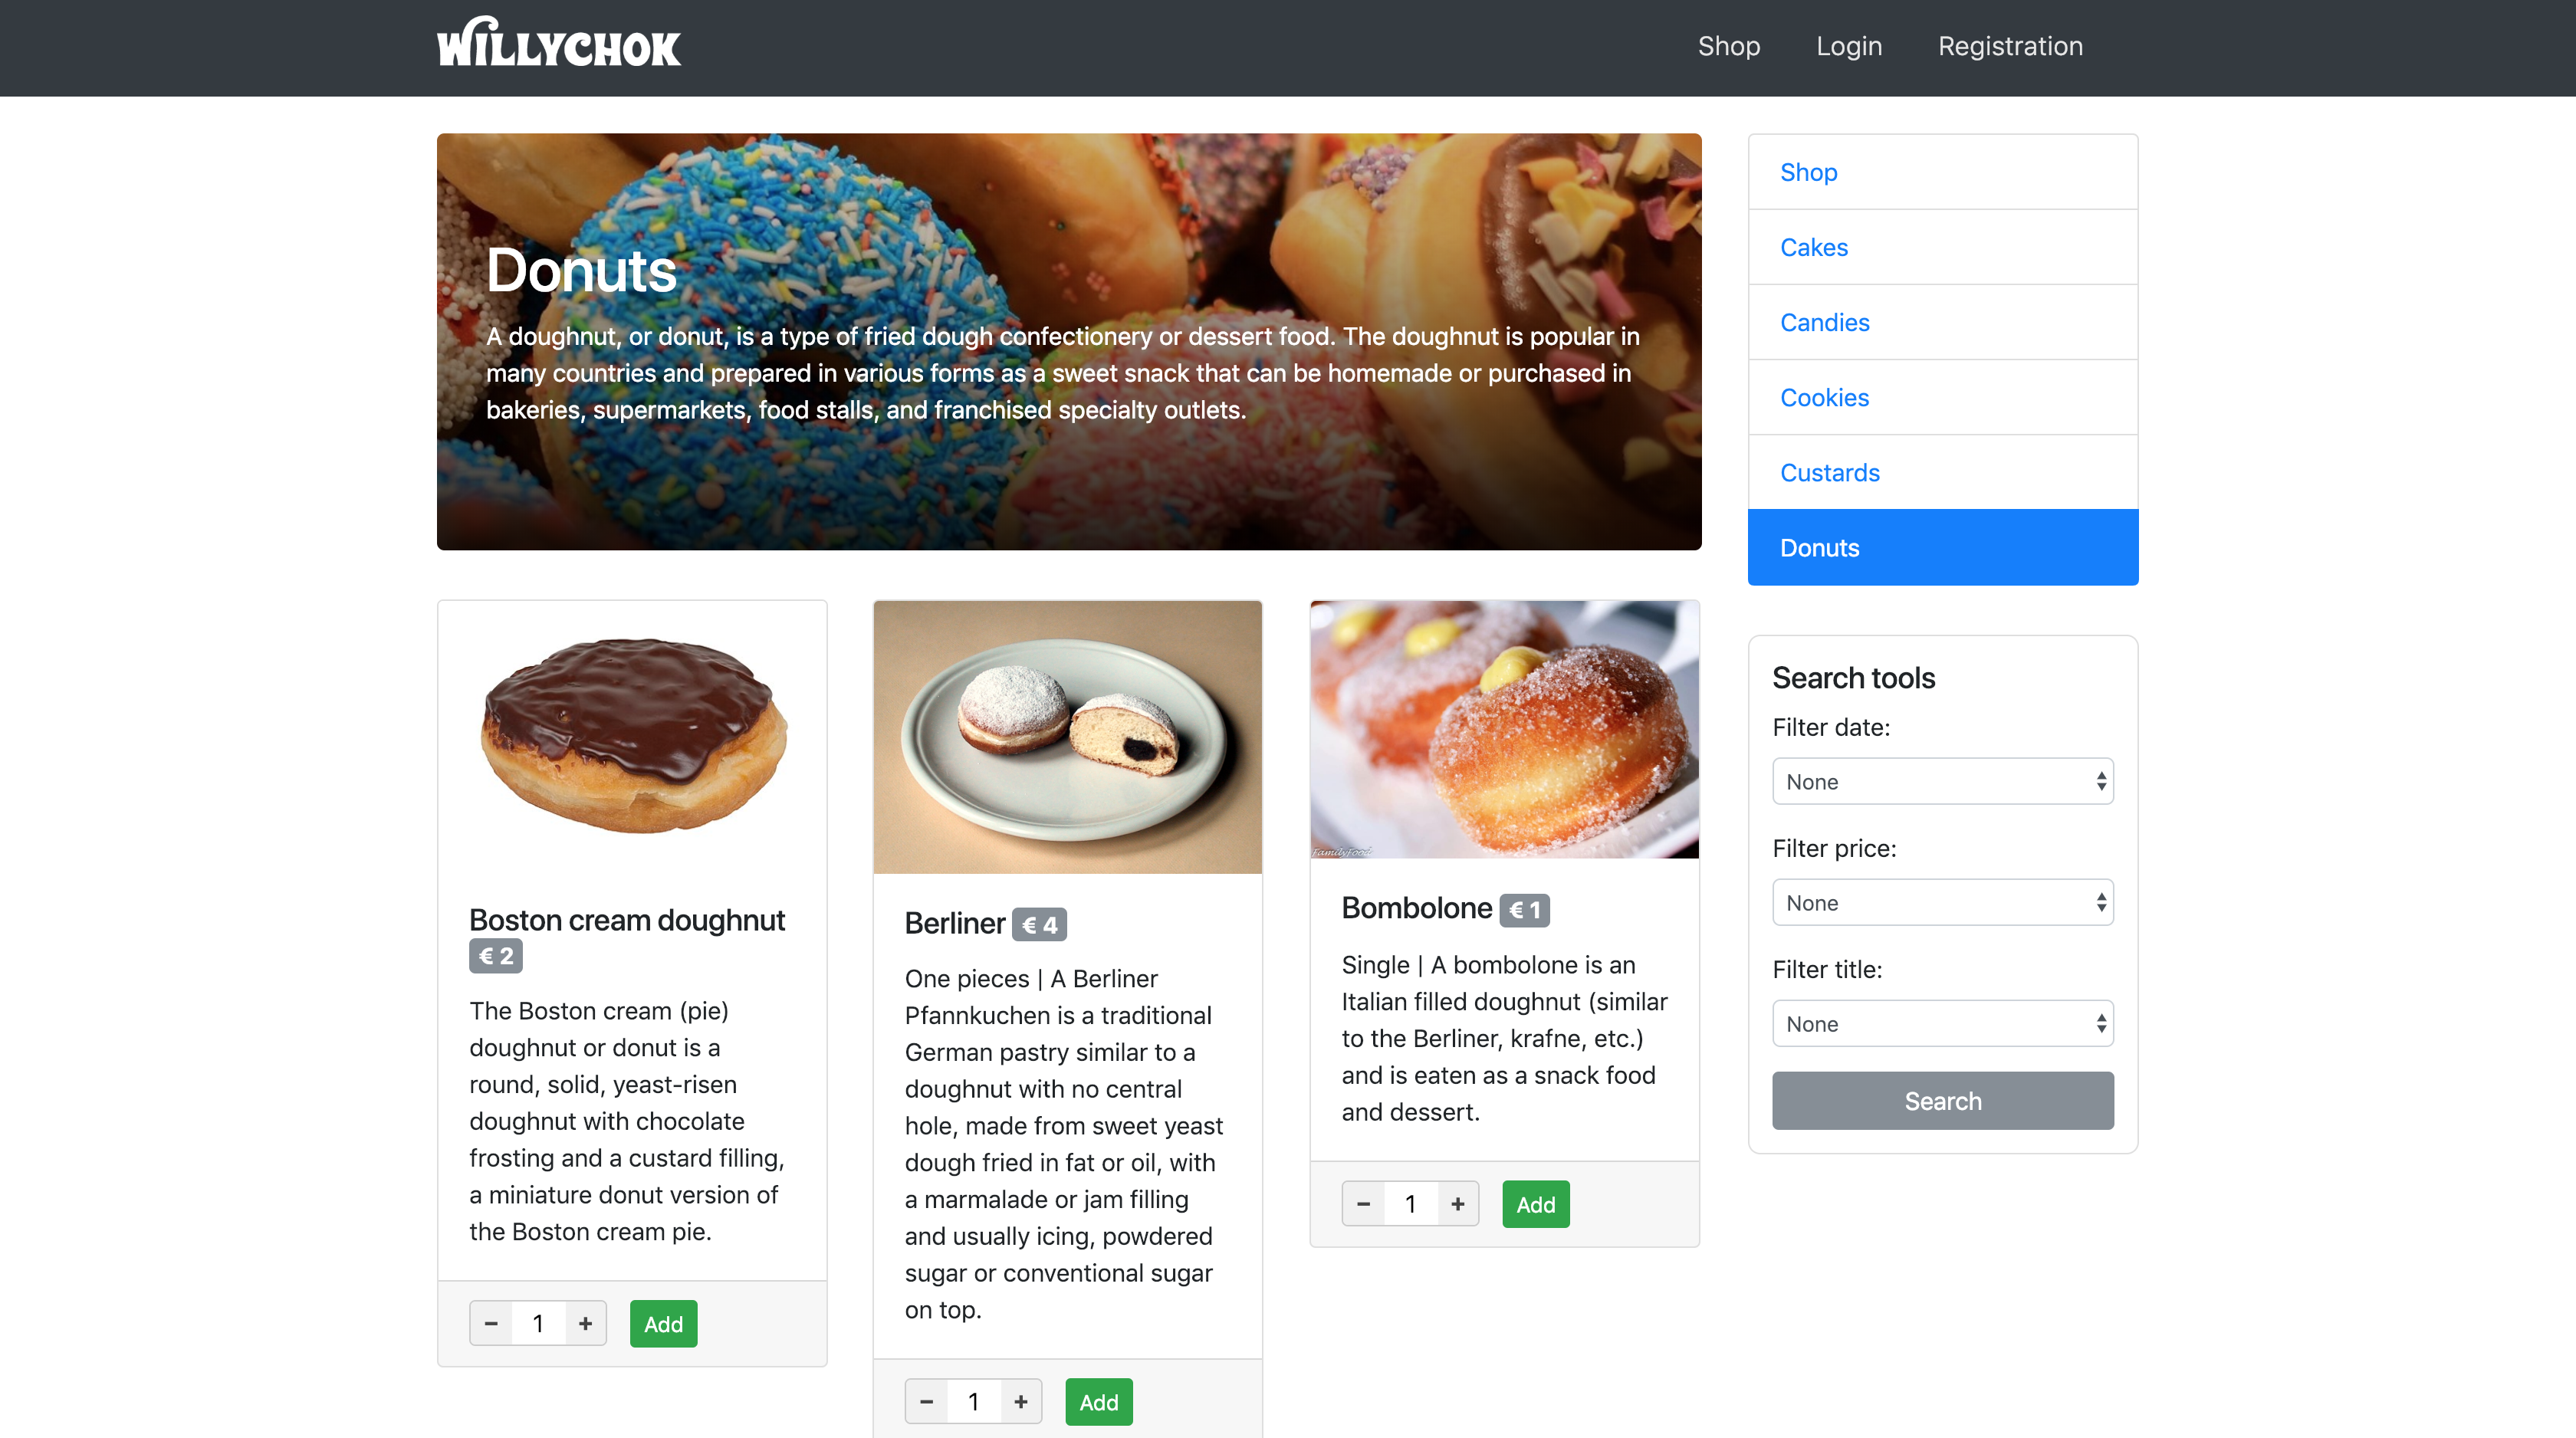 WILLYCHOK
Shop
Login
Registration
Donuts
A doughnut, or donut, is a type of fried dough confectionery or dessert food. The doughnut is popular in
many countries and prepared in various forms as a sweet snack that can be homemade or purchased in
bakeries, supermarkets, food stalls, and franchised specialty outlets.
Shop
Cakes
Candies
Cookies
Custards
Donuts
Boston cream doughnut
€ 2
The Boston cream (pie)
doughnut or donut is a
round, solid, yeast-risen
doughnut with chocolate
frosting and a custard filling,
a miniature donut version of
the Boston cream pie.
− 1 +
Add
Berliner € 4
One pieces | A Berliner
Pfannkuchen is a traditional
German pastry similar to a
doughnut with no central
hole, made from sweet yeast
dough fried in fat or oil, with
a marmalade or jam filling
and usually icing, powdered
sugar or conventional sugar
on top.
− 1 +
Add
FamilyFood
Bombolone € 1
Single | A bombolone is an
Italian filled doughnut (similar
to the Berliner, krafne, etc.)
and is eaten as a snack food
and dessert.
− 1 +
Add
Search tools
Filter date:
None
Filter price:
None
Filter title:
None
Search